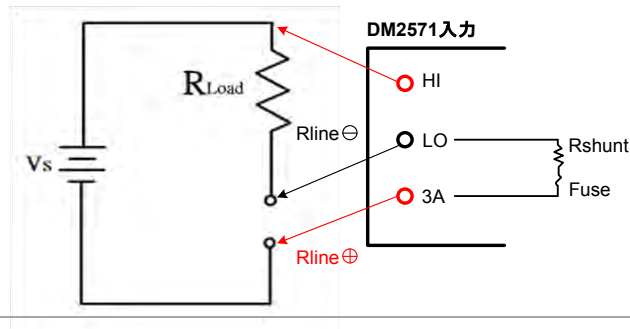 DM2571入力
HI
RLoad
Rline⊖
LO
Rshunt
Vs
Fuse
3A
Rline⊕